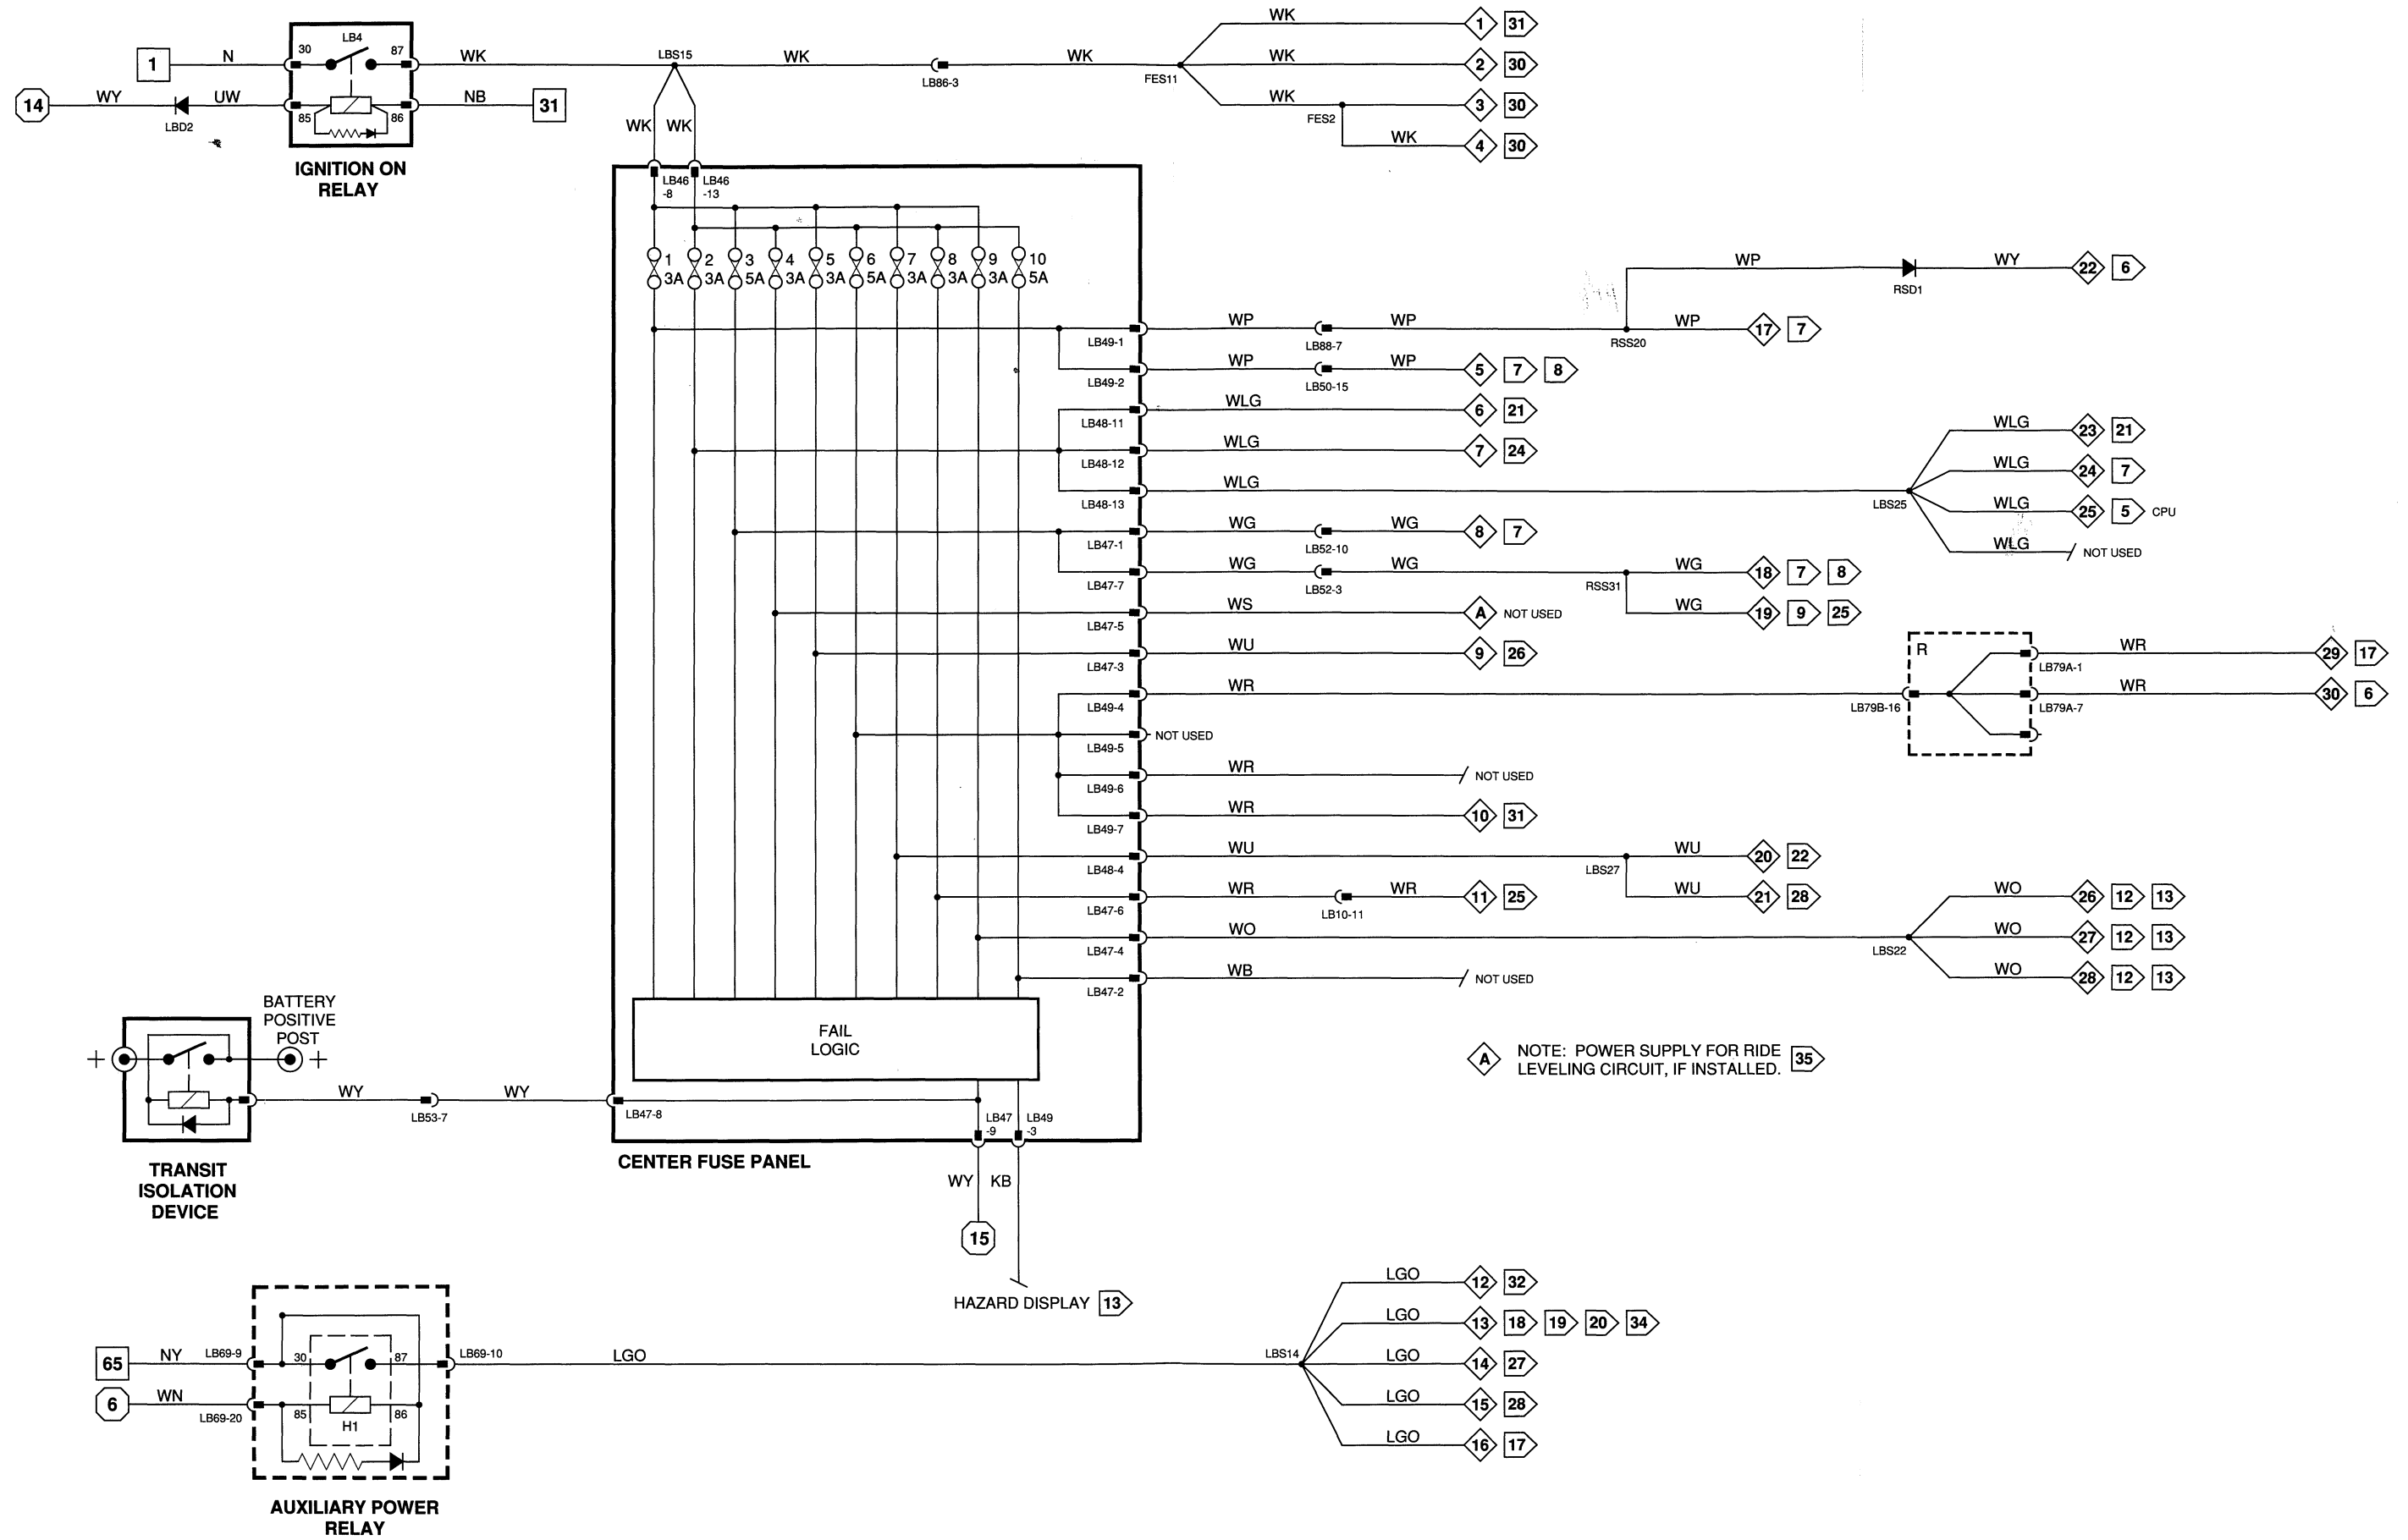 1 N 30 LB4 87 WK LBS15 WK LB86-3 WK FES11
WK 1 31
WK 2 30
WK 3 30
FES2
WK 4 30
14 WY LBD2 UW 85 86 NB 31
IGNITION ON
RELAY
WK WK
LB46
-8
LB46
-13
1
3A
2
3A
3
5A
4
3A
5
3A
6
5A
7
3A
8
3A
9
3A
10
5A
WP RSD1 WY 22 6
LB49-1 WP LB88-7 WP RSS20 WP 17 7
LB49-2 WP LB50-15 WP 5 7 8
LB48-11 WLG 6 21
LB48-12 WLG 7 24
LB48-13 WLG LBS25
WLG 23 21
WLG 24 7
WLG 25 5 CPU
WLG NOT USED
LB47-1 WG LB52-10 WG 8 7
LB47-7 WG LB52-3 WG RSS31 WG 18 7 8
WG 19 9 25
LB47-5 WS A NOT USED
LB47-3 WU 9 26
LB49-4 WR LB79B-16 R
LB79A-1 WR 29 17
LB79A-7 WR 30 6
LB49-5 NOT USED
LB49-6 WR NOT USED
LB49-7 WR 10 31
LB48-4 WU LBS27 WU 20 22
WU 21 28
LB47-6 WR LB10-11 WR 11 25
LB47-4 WO LBS22
WO 26 12 13
WO 27 12 13
WO 28 12 13
LB47-2 WB NOT USED
FAIL
LOGIC
A NOTE: POWER SUPPLY FOR RIDE
LEVELING CIRCUIT, IF INSTALLED. 35
BATTERY
POSITIVE
POST
+ +
WY LB53-7 WY LB47-8
LB47
-9
LB49
-3
TRANSIT
ISOLATION
DEVICE
CENTER FUSE PANEL
WY KB
15
HAZARD DISPLAY 13
65 NY LB69-9 30 87 LB69-10 LGO LBS14
6 WN LB69-20 85 86
H1
LGO 12 32
LGO 13 18 19 20 34
LGO 14 27
LGO 15 28
LGO 16 17
AUXILIARY POWER
RELAY